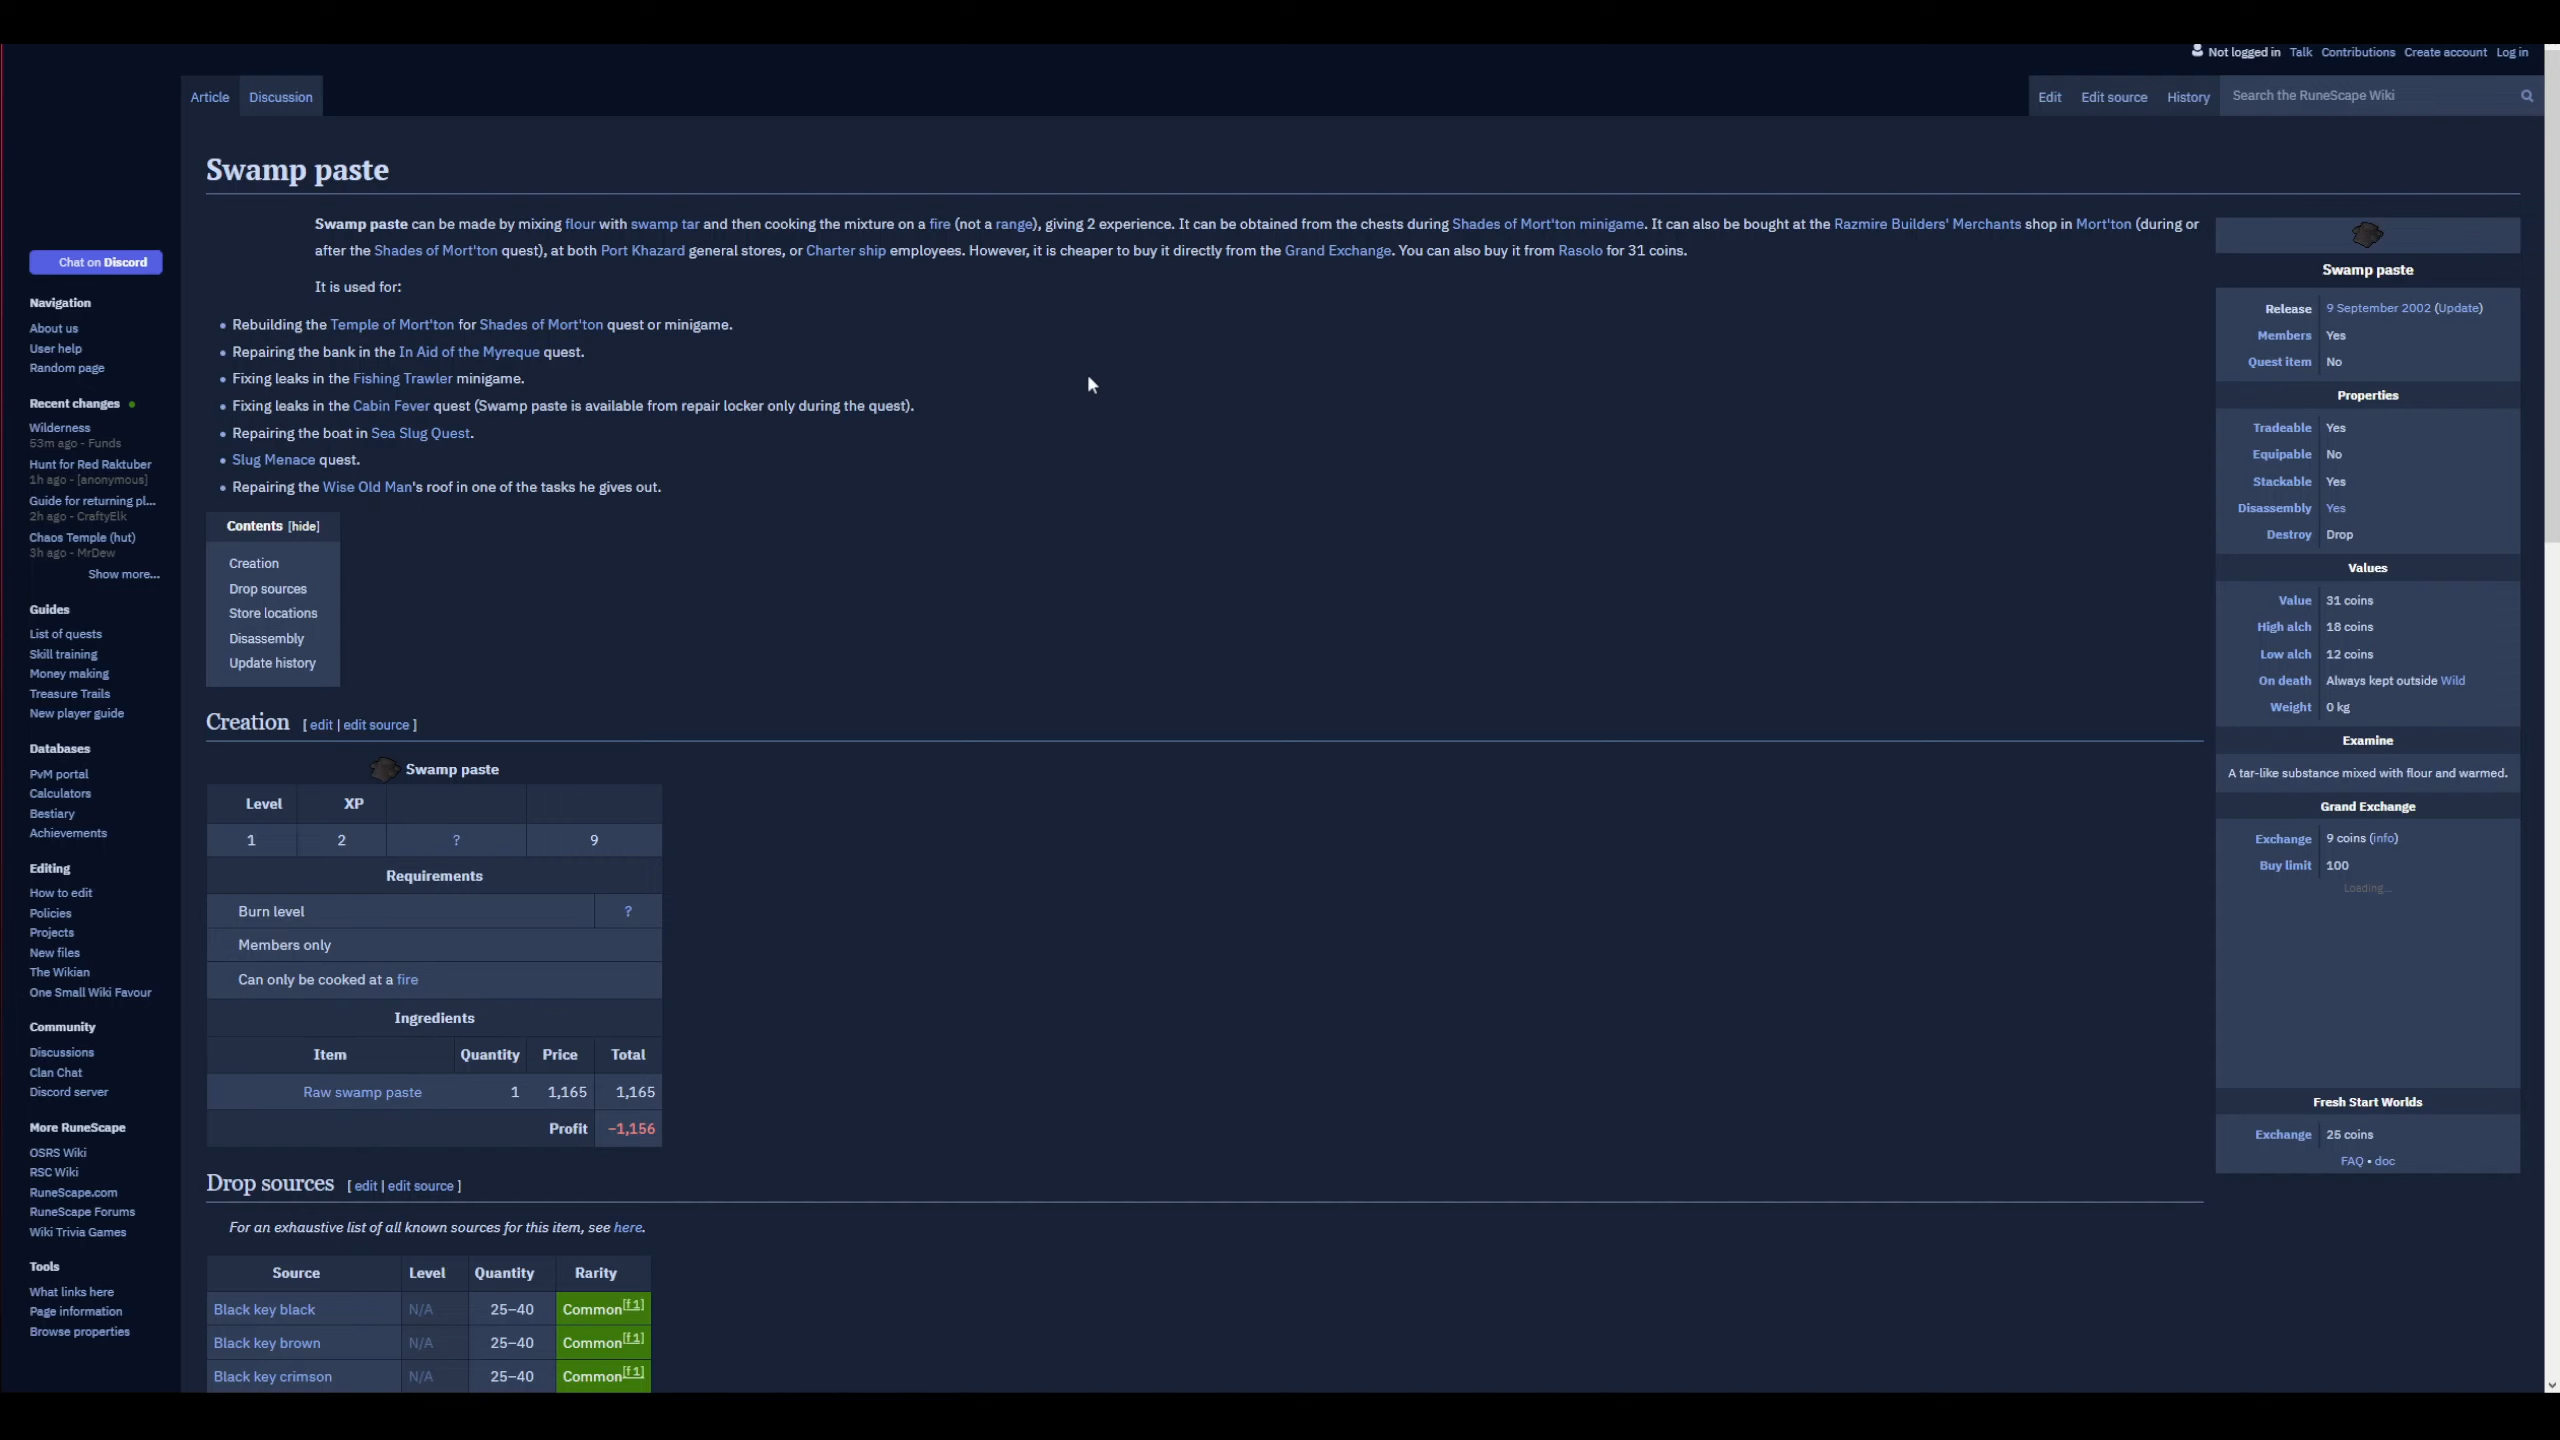 Not logged in Talk Contributions Create account Log in
Article Discussion
Edit Edit source History Search the RuneScape Wiki
Chat on Discord
Navigation
About us
User help
Random page
Recent changes
Wilderness
53m ago - Funds
Hunt for Red Raktuber
1h ago - [anonymous]
Guide for returning pl...
2h ago - CraftyElk
Chaos Temple (hut)
3h ago - MrDew
Show more...
Guides
List of quests
Skill training
Money making
Treasure Trails
New player guide
Databases
PvM portal
Calculators
Bestiary
Achievements
Editing
How to edit
Policies
Projects
New files
The Wikian
One Small Wiki Favour
Community
Discussions
Clan Chat
Discord server
More RuneScape
OSRS Wiki
RSC Wiki
RuneScape.com
RuneScape Forums
Wiki Trivia Games
Tools
What links here
Page information
Browse properties
Swamp paste
Swamp paste can be made by mixing flour with swamp tar and then cooking the mixture on a fire (not a range), giving 2 experience. It can be obtained from the chests during Shades of Mort'ton minigame. It can also be bought at the Razmire Builders' Merchants shop in Mort'ton (during or
after the Shades of Mort'ton quest), at both Port Khazard general stores, or Charter ship employees. However, it is cheaper to buy it directly from the Grand Exchange. You can also buy it from Rasolo for 31 coins.
It is used for:
• Rebuilding the Temple of Mort'ton for Shades of Mort'ton quest or minigame.
• Repairing the bank in the In Aid of the Myreque quest.
• Fixing leaks in the Fishing Trawler minigame.
• Fixing leaks in the Cabin Fever quest (Swamp paste is available from repair locker only during the quest).
• Repairing the boat in Sea Slug Quest.
• Slug Menace quest.
• Repairing the Wise Old Man's roof in one of the tasks he gives out.
Contents [hide]
Creation
Drop sources
Store locations
Disassembly
Update history
Creation [ edit | edit source ]
Swamp paste
Level XP
1 2 ? 9
Requirements
Burn level ?
Members only
Can only be cooked at a fire
Ingredients
Item Quantity Price Total
Raw swamp paste 1 1,165 1,165
Profit −1,156
Drop sources [ edit | edit source ]
For an exhaustive list of all known sources for this item, see here.
Source Level Quantity Rarity
Black key black N/A 25–40 Common[f 1]
Black key brown N/A 25–40 Common[f 1]
Black key crimson N/A 25–40 Common[f 1]
Swamp paste
Release 9 September 2002 (Update)
Members Yes
Quest item No
Properties
Tradeable Yes
Equipable No
Stackable Yes
Disassembly Yes
Destroy Drop
Values
Value 31 coins
High alch 18 coins
Low alch 12 coins
On death Always kept outside Wild
Weight 0 kg
Examine
A tar-like substance mixed with flour and warmed.
Grand Exchange
Exchange 9 coins (info)
Buy limit 100
Loading...
Fresh Start Worlds
Exchange 25 coins
FAQ • doc